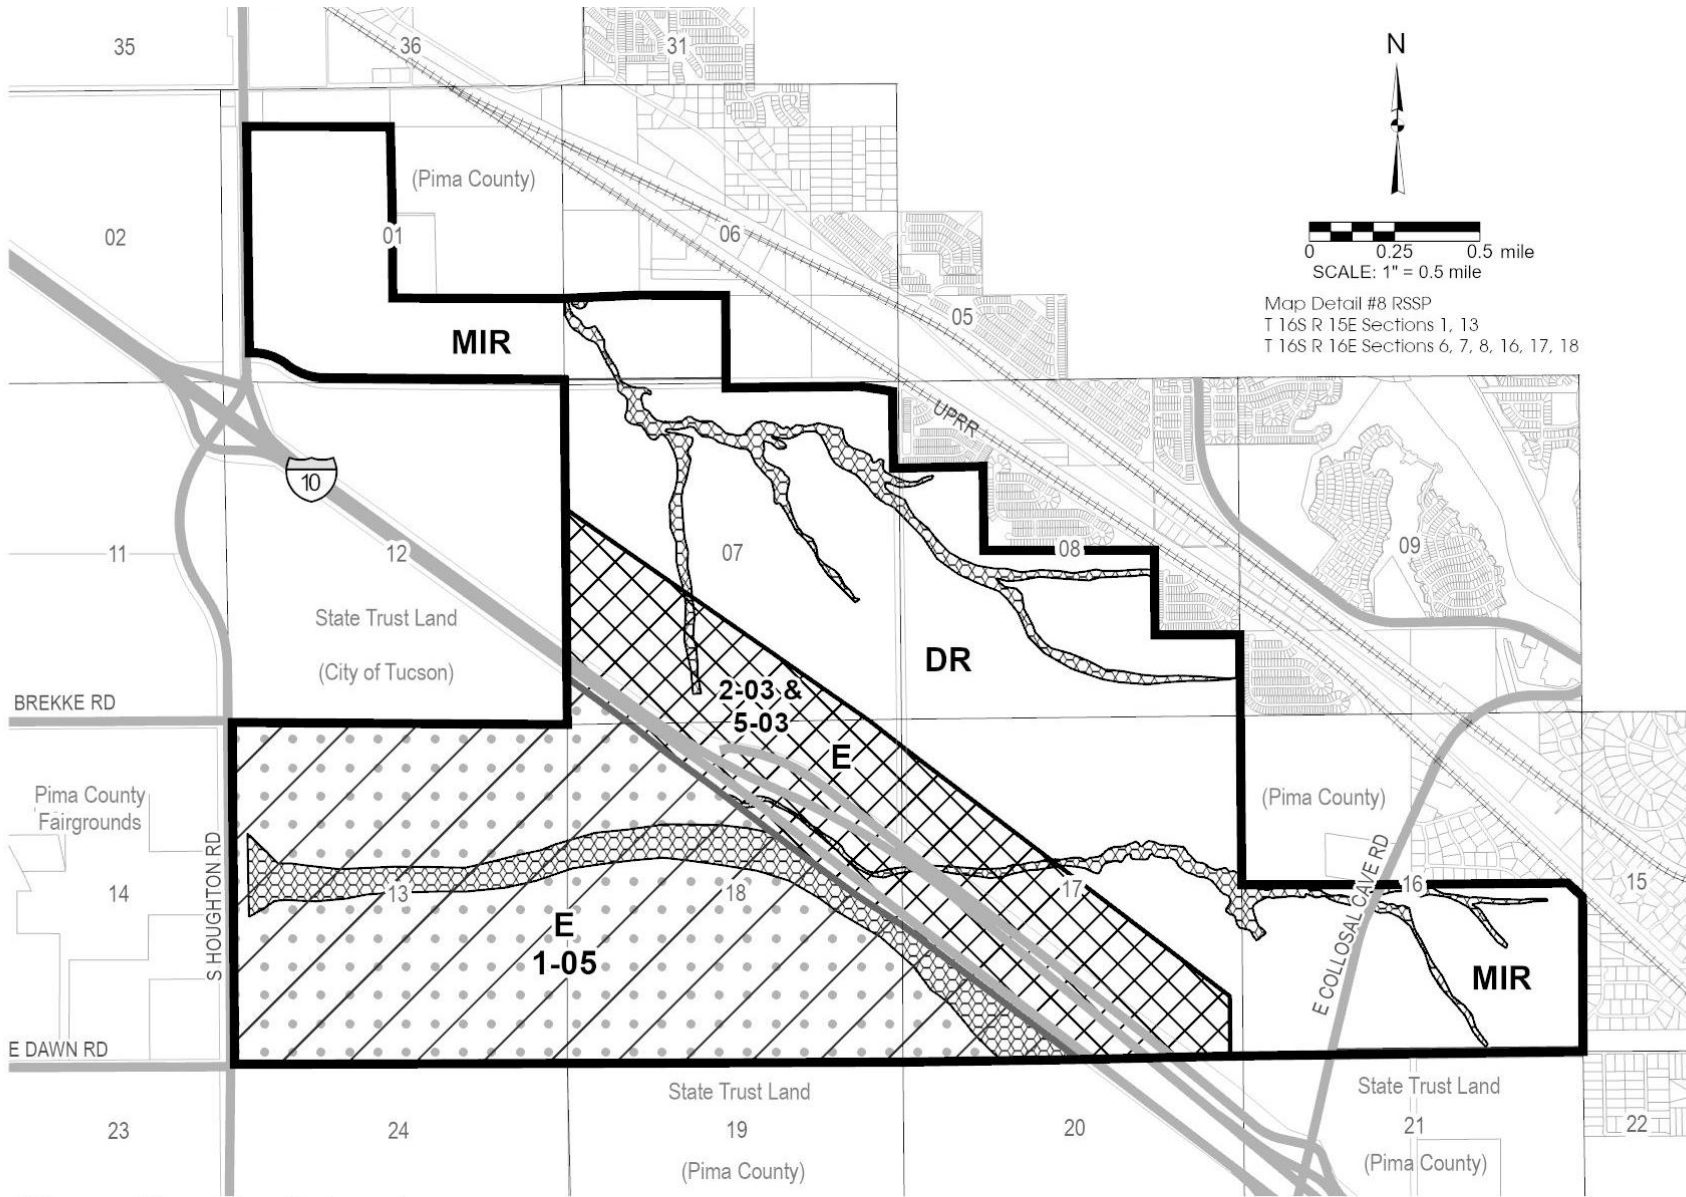 35
36
31
N
(Pima County)
02
01
06
0 0.25 0.5 mile
SCALE: 1" = 0.5 mile
Map Detail #8 RSSP
T 16S R 15E Sections 1, 13
T 16S R 16E Sections 6, 7, 8, 16, 17, 18
05
MIR
UPRR
10
11
12
07
08
09
State Trust Land
(City of Tucson)
DR
BREKKE RD
2-03 &
5-03
E
Pima County
Fairgrounds
(Pima County)
S HOUGHTON RD
E COLLOSAL CAVE RD
14
13
18
17
16
15
E
1-05
MIR
E DAWN RD
State Trust Land
State Trust Land
23
24
19
20
21
22
(Pima County)
(Pima County)